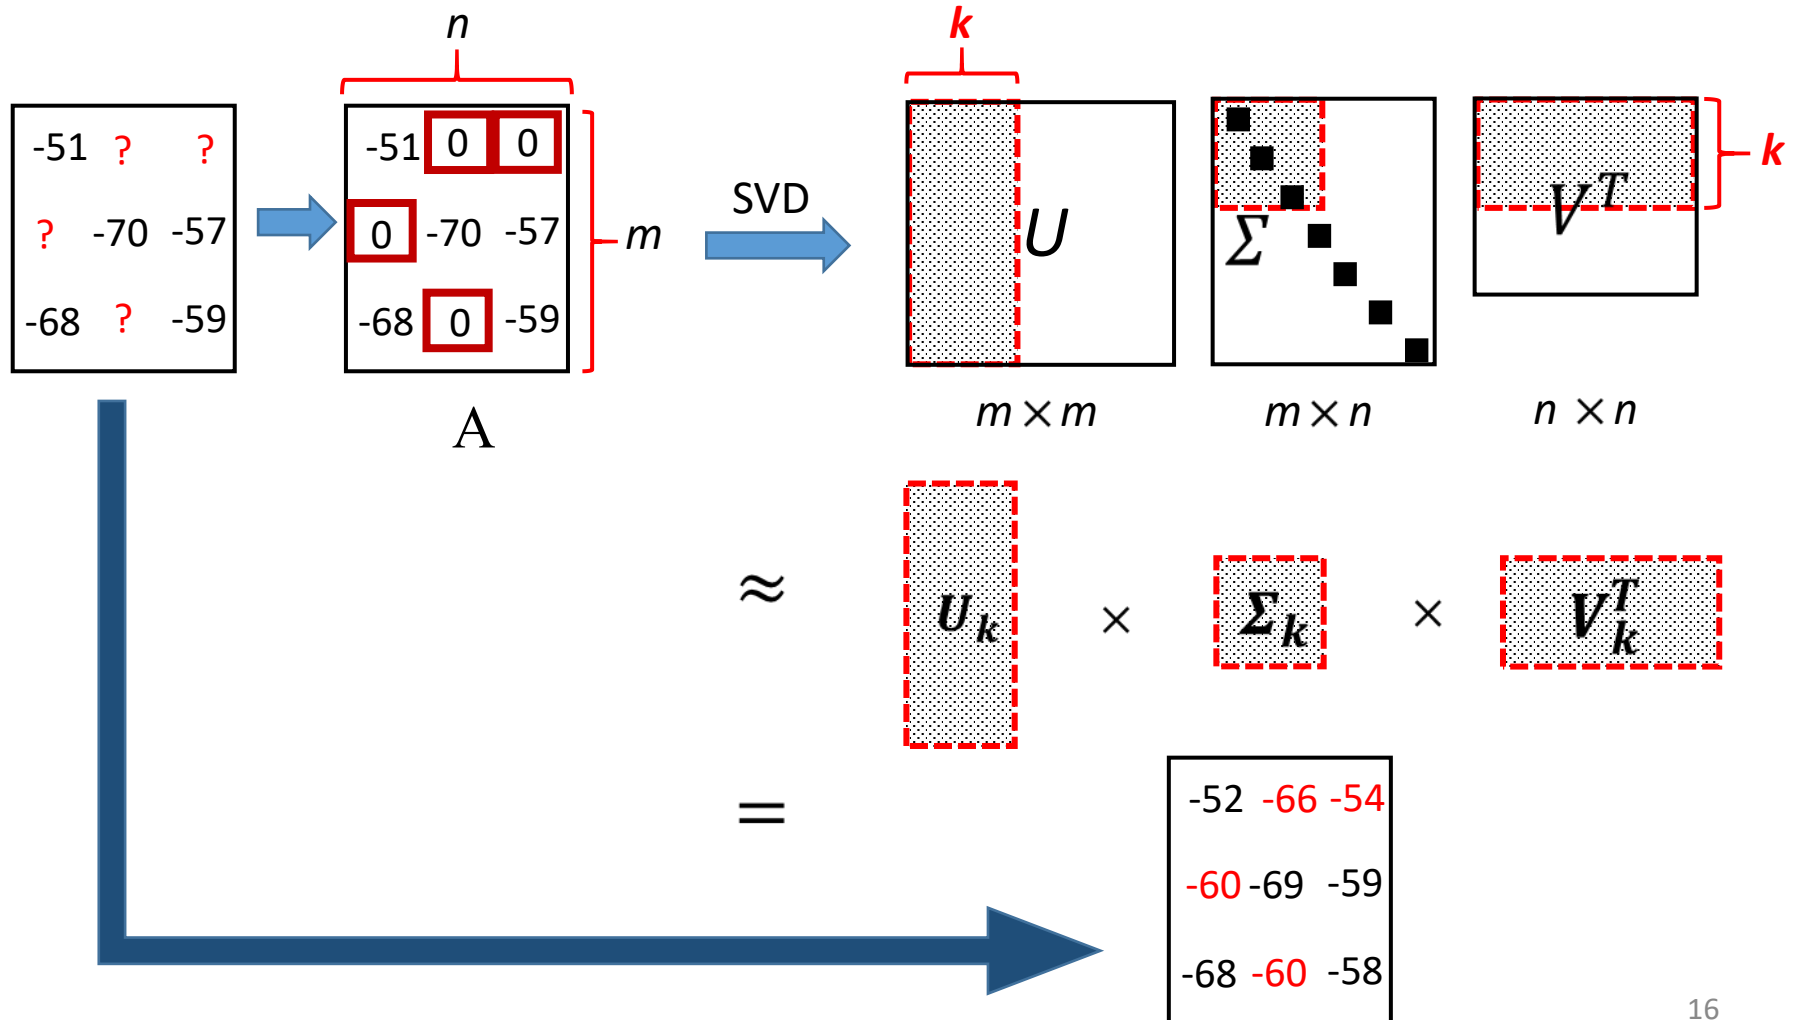 n
k
-51 ? ?
? -70 -57
-68 ? -59
-51 0 0
0 -70 -57
-68 0 -59
m
A
SVD
U
Σ
V^T
k
m × m
m × n
n × n
≈ U_k × Σ_k × V_k^T
=
-52 -66 -54
-60 -69 -59
-68 -60 -58
16